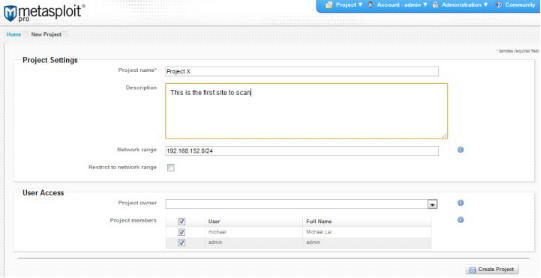 metasploit®
pro
Project ▼ Account - admin ▼ Administration ▼ Community
Home New Project
* denotes required field
Project Settings
Project name* Project X
Description This is the first site to scan
Network range 192.168.152.0/24
Restrict to network range
User Access
Project owner
Project members User Full Name
michael Michael Lai
admin admin
Create Project